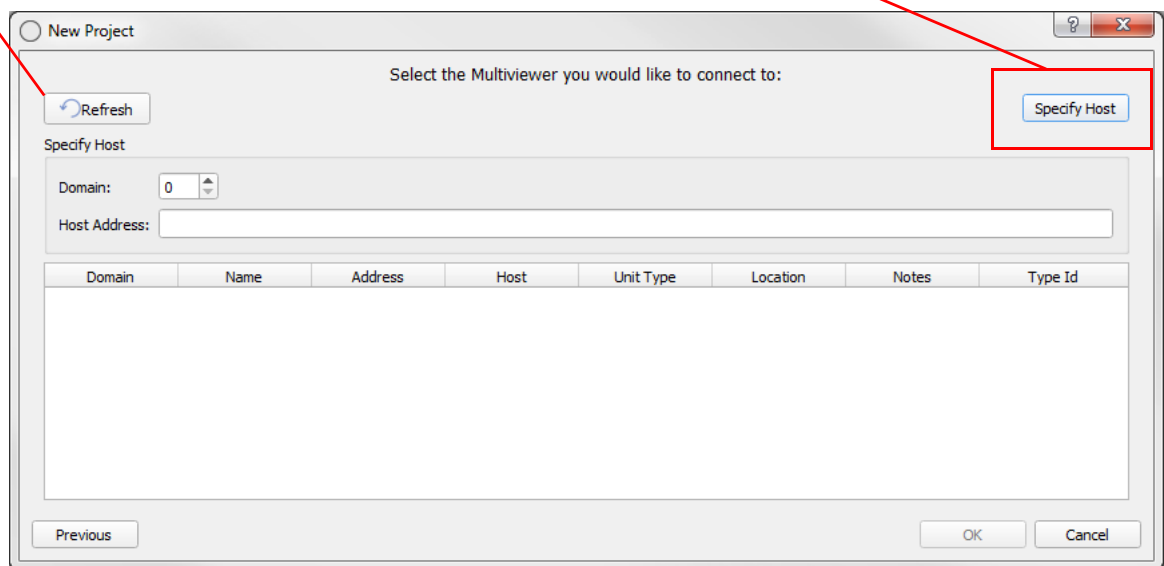 New Project
Select the Multiviewer you would like to connect to:
Refresh
Specify Host
Specify Host
Domain: 0
Host Address:
Domain Name Address Host Unit Type Location Notes Type Id
Previous OK Cancel